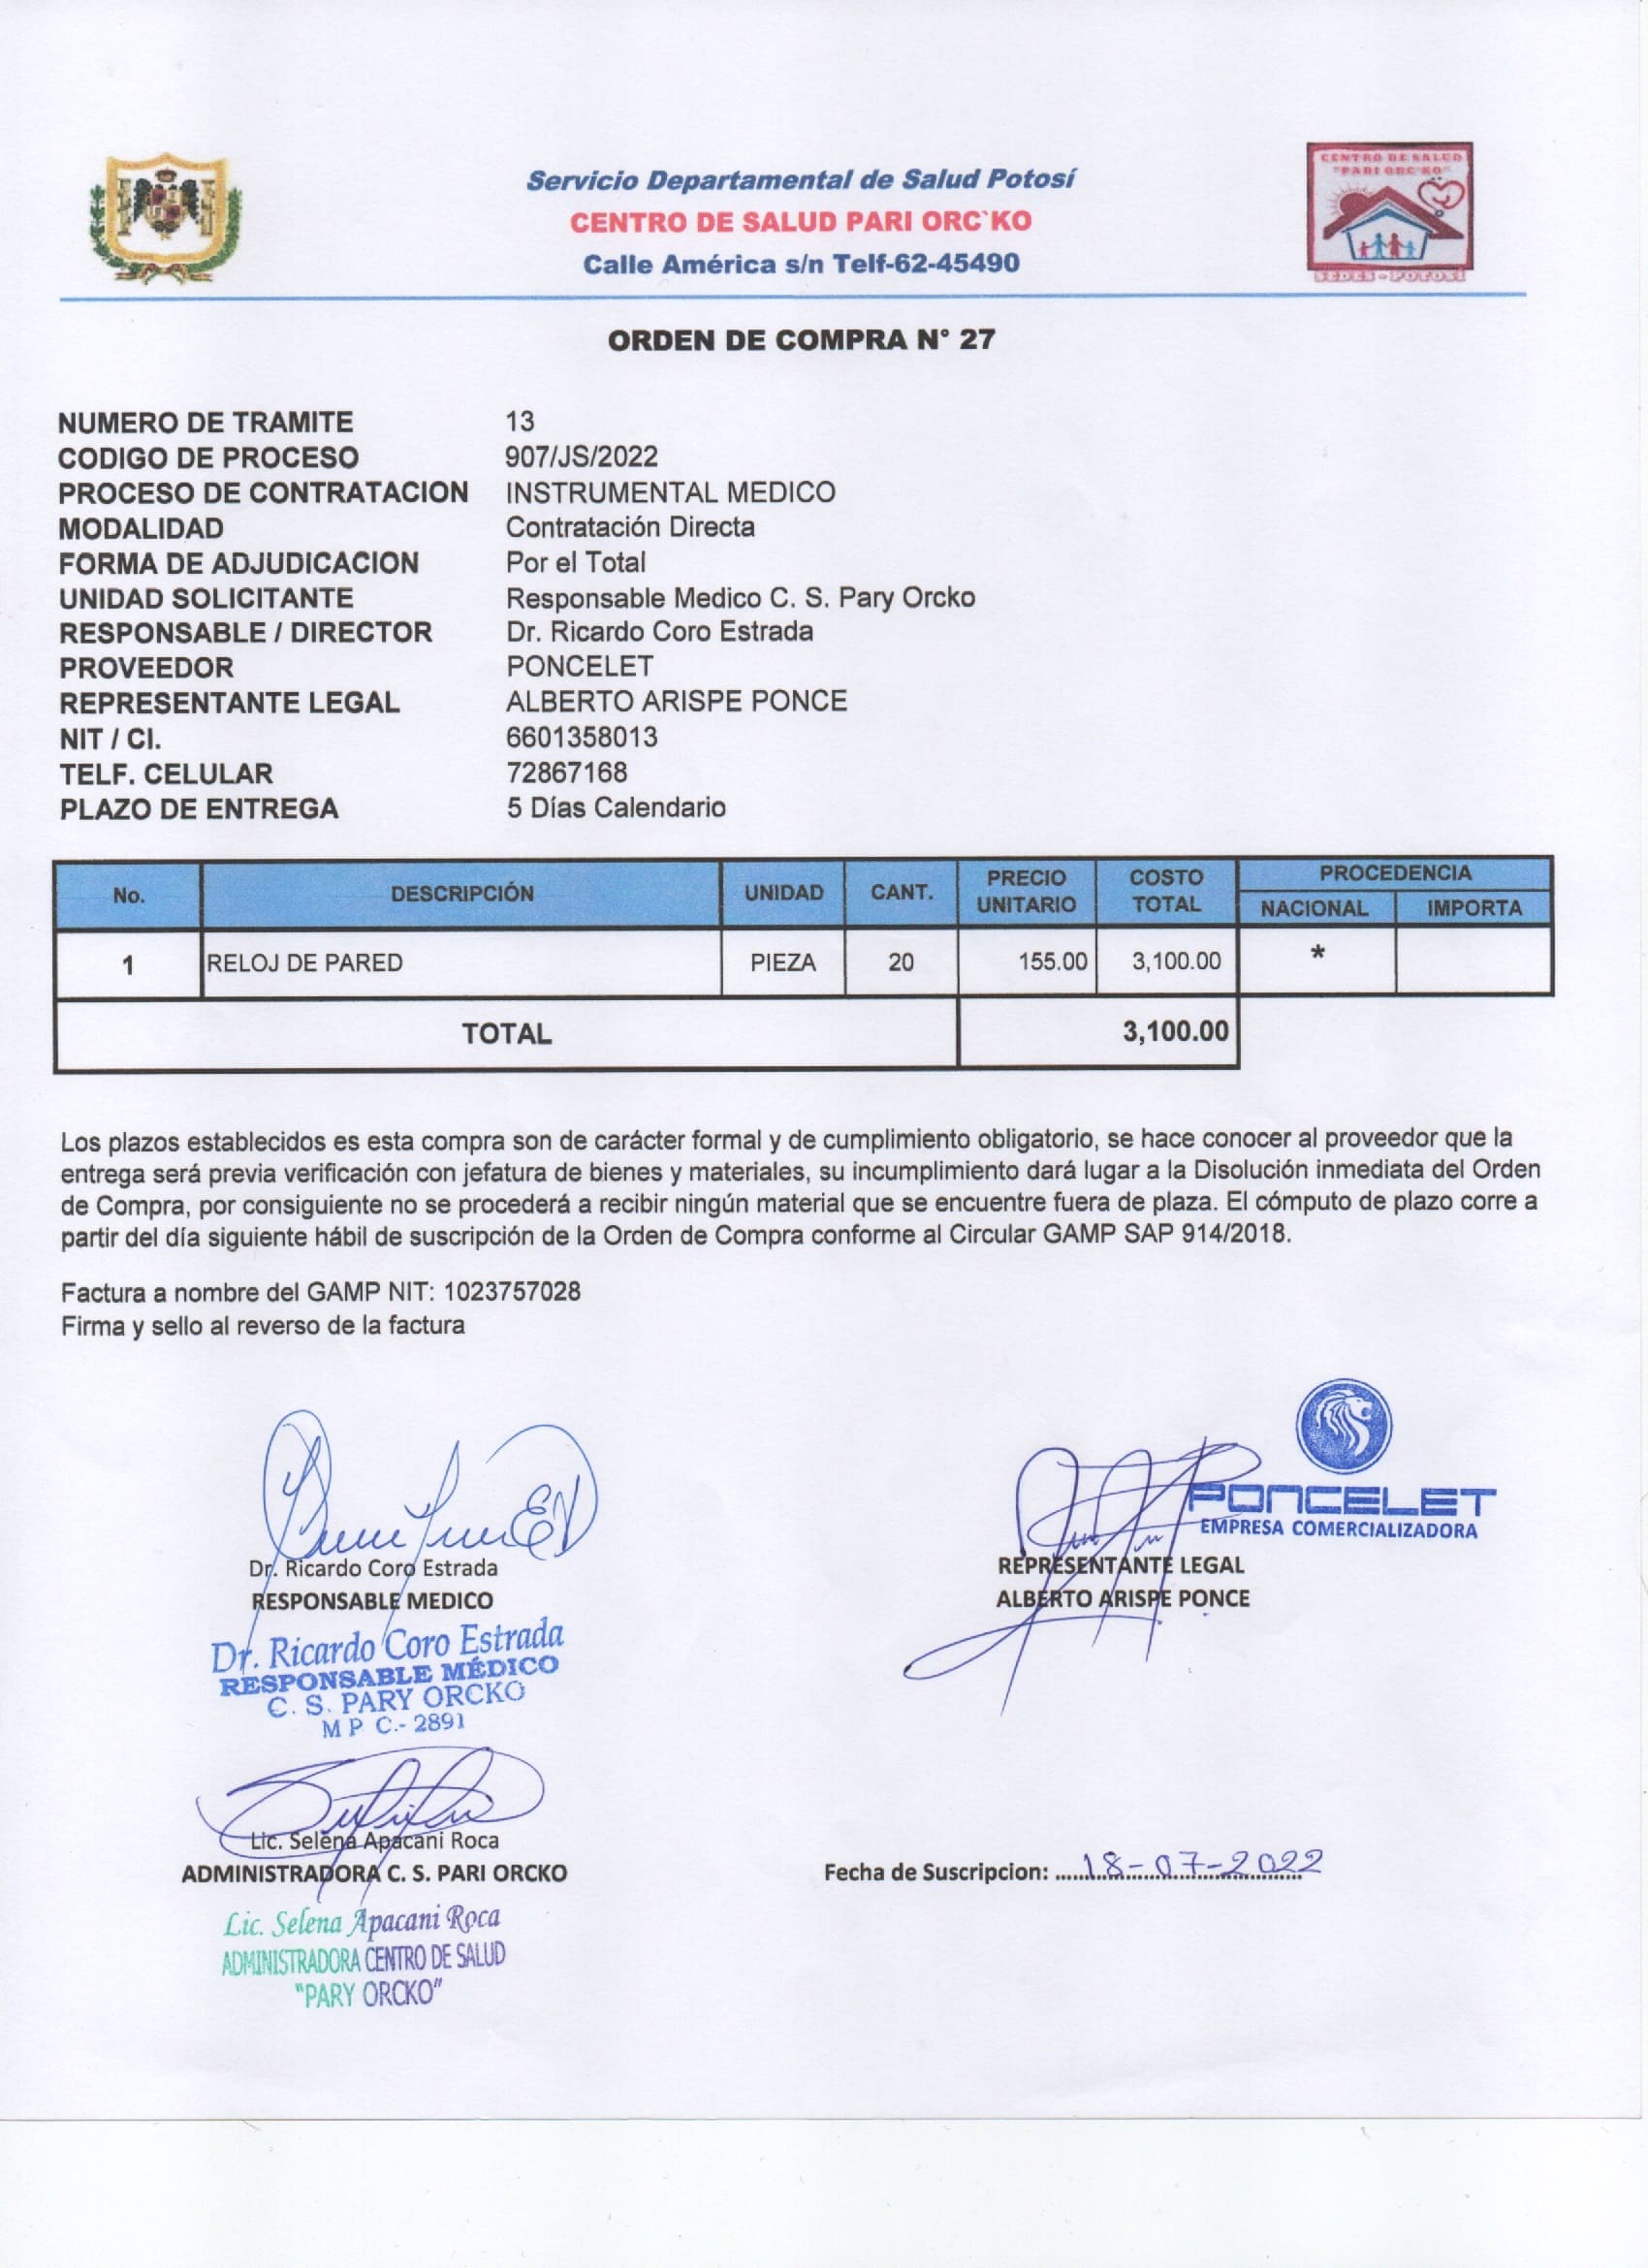 Servicio Departamental de Salud Potosí
CENTRO DE SALUD PARI ORC`KO
Calle América s/n Telf-62-45490
CENTRO DE SALUD
"PARI ORC'KO"
SEDES - POTOSÍ
ORDEN DE COMPRA N° 27
NUMERO DE TRAMITE 13
CODIGO DE PROCESO 907/JS/2022
PROCESO DE CONTRATACION INSTRUMENTAL MEDICO
MODALIDAD Contratación Directa
FORMA DE ADJUDICACION Por el Total
UNIDAD SOLICITANTE Responsable Medico C. S. Pary Orcko
RESPONSABLE / DIRECTOR Dr. Ricardo Coro Estrada
PROVEEDOR PONCELET
REPRESENTANTE LEGAL ALBERTO ARISPE PONCE
NIT / CI. 6601358013
TELF. CELULAR 72867168
PLAZO DE ENTREGA 5 Días Calendario
No. DESCRIPCIÓN UNIDAD CANT. PRECIO UNITARIO COSTO TOTAL PROCEDENCIA
NACIONAL IMPORTA
1 RELOJ DE PARED PIEZA 20 155.00 3,100.00 *
TOTAL 3,100.00
Los plazos establecidos es esta compra son de carácter formal y de cumplimiento obligatorio, se hace conocer al proveedor que la
entrega será previa verificación con jefatura de bienes y materiales, su incumplimiento dará lugar a la Disolución inmediata del Orden
de Compra, por consiguiente no se procederá a recibir ningún material que se encuentre fuera de plaza. El cómputo de plazo corre a
partir del día siguiente hábil de suscripción de la Orden de Compra conforme al Circular GAMP SAP 914/2018.
Factura a nombre del GAMP NIT: 1023757028
Firma y sello al reverso de la factura
PONCELET
EMPRESA COMERCIALIZADORA
Dr. Ricardo Coro Estrada
RESPONSABLE MEDICO
REPRESENTANTE LEGAL
ALBERTO ARISPE PONCE
Dr. Ricardo Coro Estrada
RESPONSABLE MÉDICO
C. S. PARY ORCKO
M P C.- 2891
Lic. Selena Apacani Roca
ADMINISTRADORA C. S. PARI ORCKO
Fecha de Suscripcion: 18-07-2022
Lic. Selena Apacani Roca
ADMINISTRADORA CENTRO DE SALUD
"PARY ORCKO"